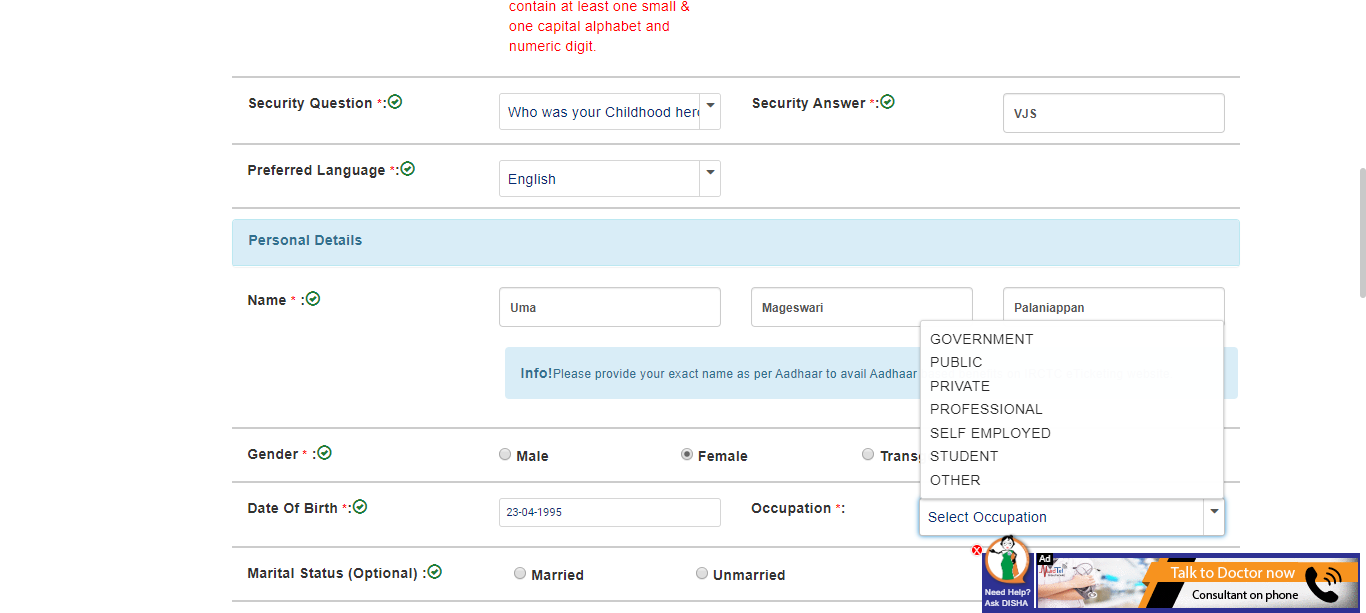 contain at least one small &
one capital alphabet and
numeric digit.
Security Question *:
Who was your Childhood her
Security Answer *:
VJS
Preferred Language *:
English
Personal Details
Name * :
Uma
Mageswari
Palaniappan
Info!Please provide your exact name as per Aadhaar to avail Aadhaar
GOVERNMENT
PUBLIC
PRIVATE
PROFESSIONAL
SELF EMPLOYED
STUDENT
OTHER
Gender * :
Male
Female
Trans
Date Of Birth *:
23-04-1995
Occupation *:
Select Occupation
Marital Status (Optional) :
Married
Unmarried
X
Need Help?
Ask DISHA
Ad
Talk to Doctor now
Consultant on phone